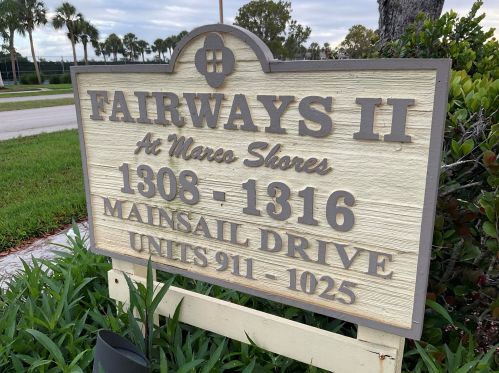 FAIRWAYS II
At Marco Shores
1308 - 1316
MAINSAIL DRIVE
UNITS 911 - 1025